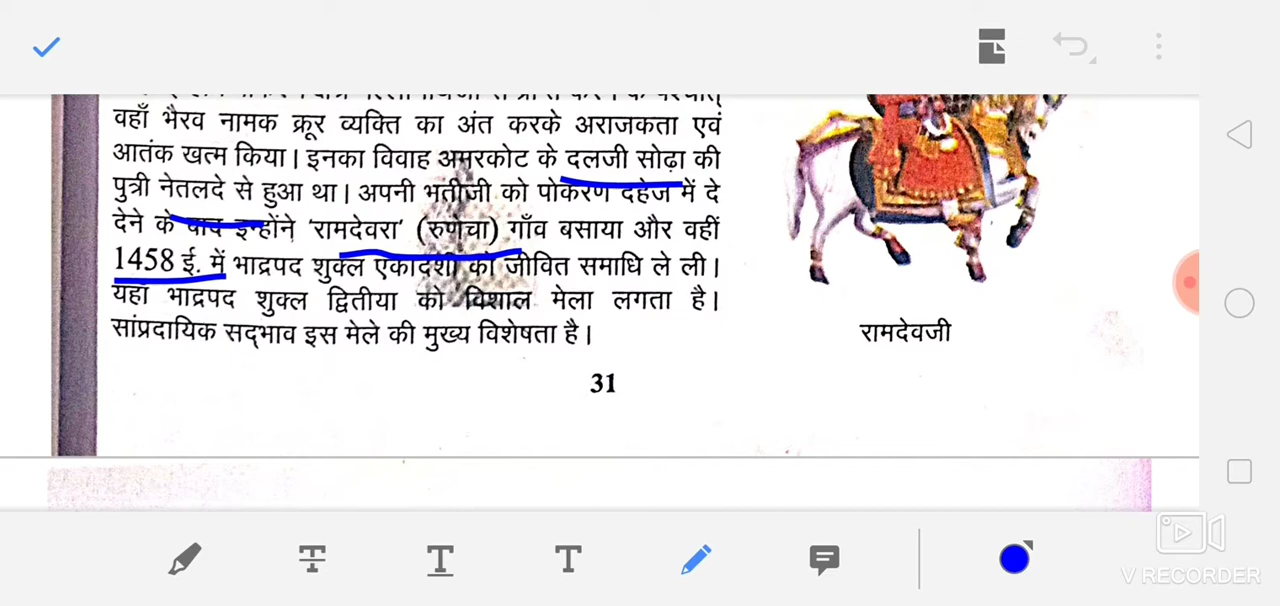 वहाँ भैरव नामक क्रूर व्यक्ति का अंत करके अराजकता एवं
आतंक खत्म किया। इनका विवाह अमरकोट के दलजी सोढ़ा की
पुत्री नेतलदे से हुआ था। अपनी भतीजी को पोकरण दहेज में दे
देने के बाद इन्होंने ‘रामदेवरा’ (रुणेचा) गाँव बसाया और वहीं
1458 ई. में भाद्रपद शुक्ल एकादशी को जीवित समाधि ले ली।
यहाँ भाद्रपद शुक्ल द्वितीया को विशाल मेला लगता है।
सांप्रदायिक सद्भाव इस मेले की मुख्य विशेषता है।
रामदेवजी
31
T T T
V RECORDER